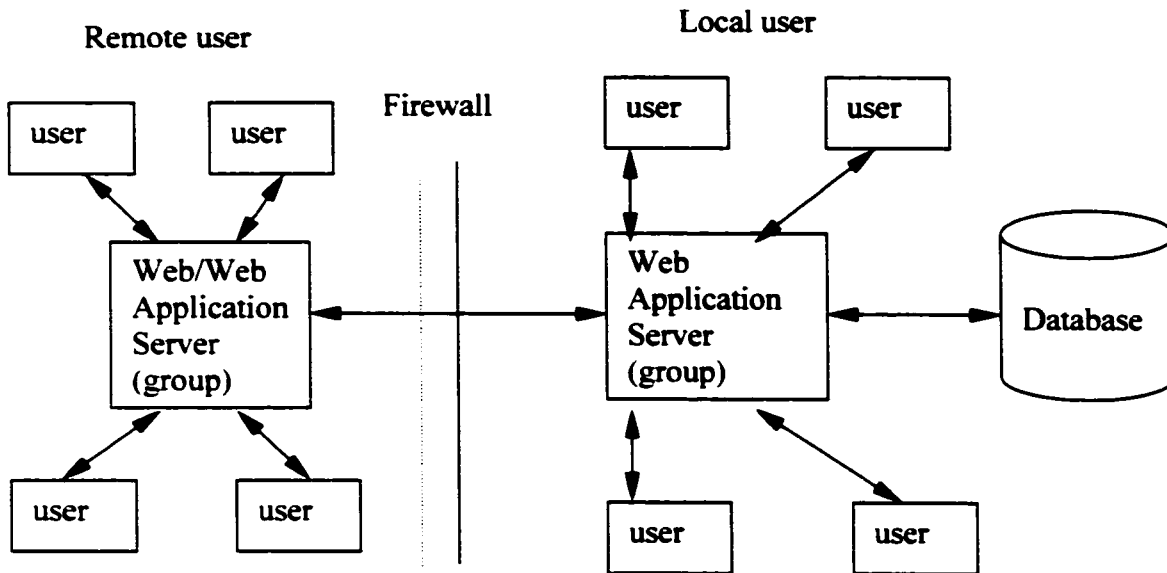 Remote user
Local user
Firewall
user
user
user
user
Web/Web
Application
Server
(group)
Web
Application
Server
(group)
Database
user
user
user
user